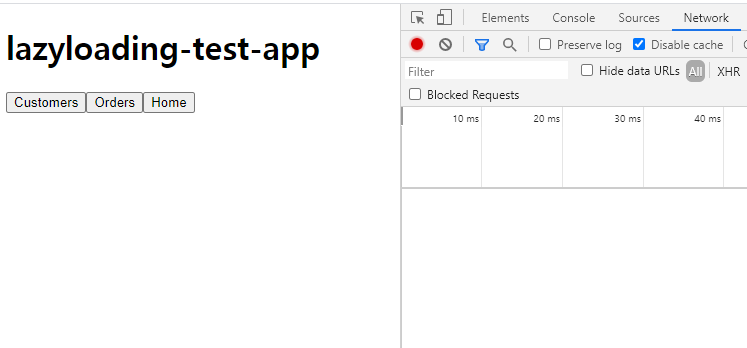 lazyloading-test-app
Customers Orders Home
Elements Console Sources Network
Preserve log Disable cache
Filter Hide data URLs All XHR
Blocked Requests
10 ms 20 ms 30 ms 40 ms